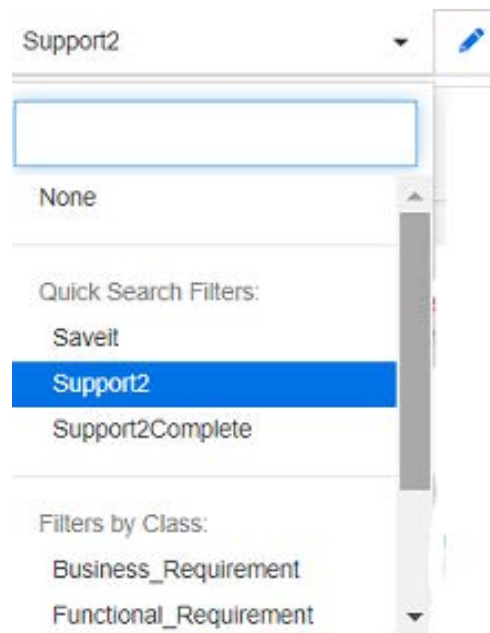 Support2
None
Quick Search Filters:
Saveit
Support2
Support2Complete
Filters by Class:
Business_Requirement
Functional_Requirement